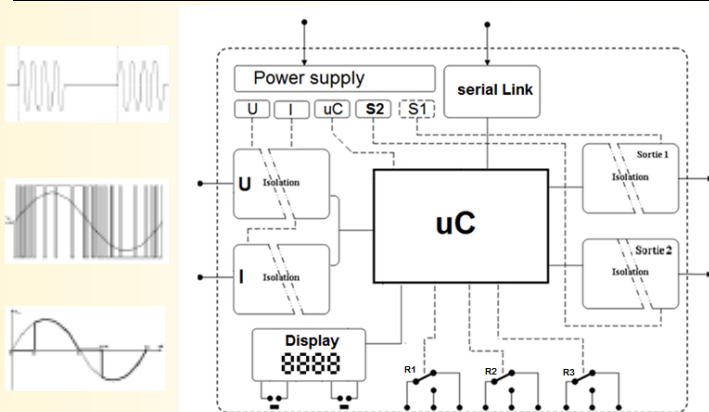 Power supply
U I uC S2 S1
serial Link
U Isolation
I Isolation
uC
Sortie 1
Isolation
Sortie 2
Isolation
Display
8888
R1 R2 R3